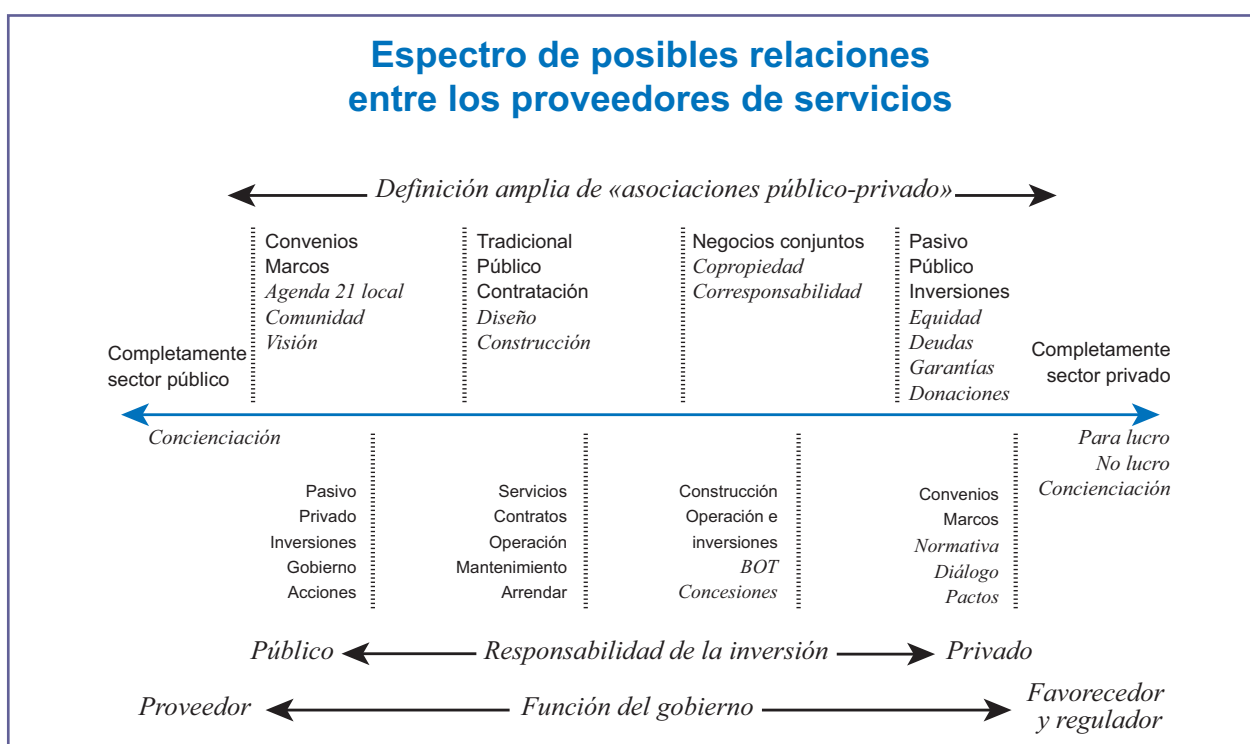 Espectro de posibles relaciones
entre los proveedores de servicios
Definición amplia de «asociaciones público-privado»
Convenios
Marcos
Agenda 21 local
Comunidad
Visión
Tradicional
Público
Contratación
Diseño
Construcción
Negocios conjuntos
Copropiedad
Corresponsabilidad
Pasivo
Público
Inversiones
Equidad
Deudas
Garantías
Donaciones
Completamente
sector público
Completamente
sector privado
Concienciación
Para lucro
No lucro
Concienciación
Pasivo
Privado
Inversiones
Gobierno
Acciones
Servicios
Contratos
Operación
Mantenimiento
Arrendar
Construcción
Operación e
inversiones
BOT
Concesiones
Convenios
Marcos
Normativa
Diálogo
Pactos
Público Responsabilidad de la inversión Privado
Proveedor Función del gobierno Favorecedor
y regulador